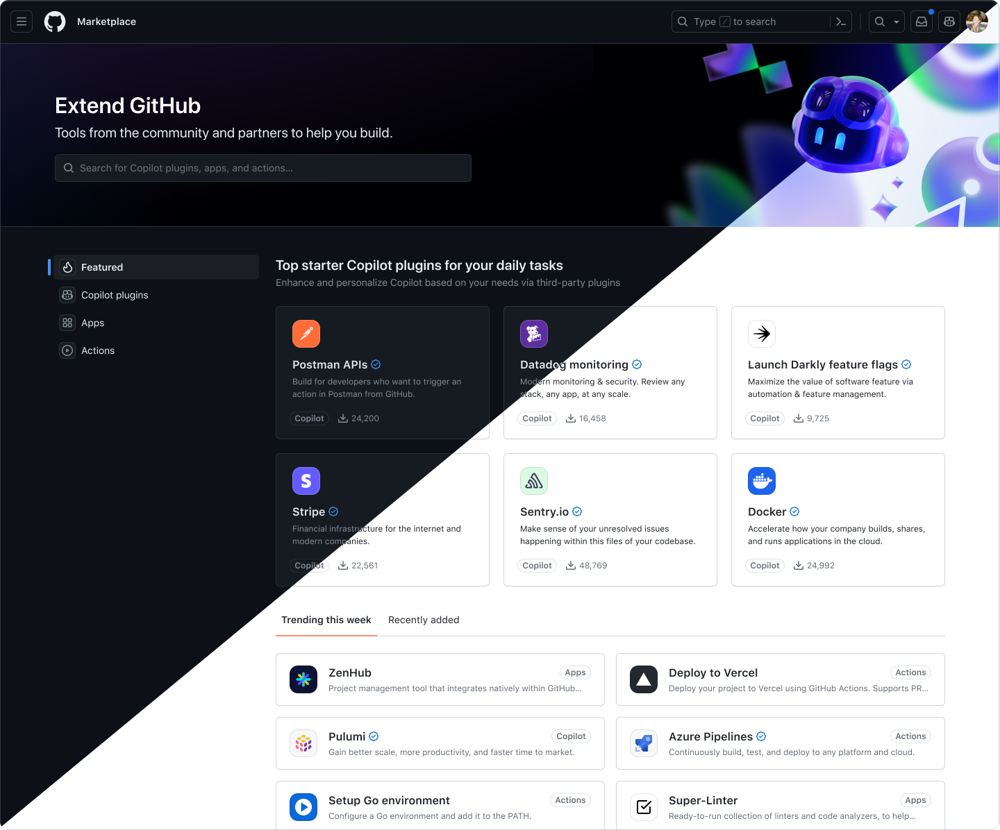 Marketplace
Type / to search
Extend GitHub
Tools from the community and partners to help you build.
Search for Copilot plugins, apps, and actions...
Featured
Copilot plugins
Apps
Actions
Top starter Copilot plugins for your daily tasks
Enhance and personalize Copilot based on your needs via third-party plugins
Postman APIs
Build for developers who want to trigger an
action in Postman from GitHub.
Copilot 24,200
Datadog monitoring
Modern monitoring & security. Review any
stack, any app, at any scale.
Copilot 16,458
Launch Darkly feature flags
Maximize the value of software feature via
automation & feature management.
Copilot 9,725
S
Stripe
Financial infrastructure for the internet and
modern companies.
Copilot 22,561
Sentry.io
Make sense of your unresolved issues
happening within this files of your codebase.
Copilot 48,769
Docker
Accelerate how your company builds, shares,
and runs applications in the cloud.
Copilot 24,992
Trending this week Recently added
ZenHub Apps
Project management tool that integrates natively within GitHub...
Deploy to Vercel Actions
Deploy your project to Vercel using GitHub Actions. Supports PR...
Pulumi Copilot
Gain better scale, more productivity, and faster time to market.
Azure Pipelines Actions
Continuously build, test, and deploy to any platform and cloud.
Setup Go environment Actions
Configure a Go environment and add it to the PATH.
Super-Linter Apps
Ready-to-run collection of linters and code analyzers, to help...